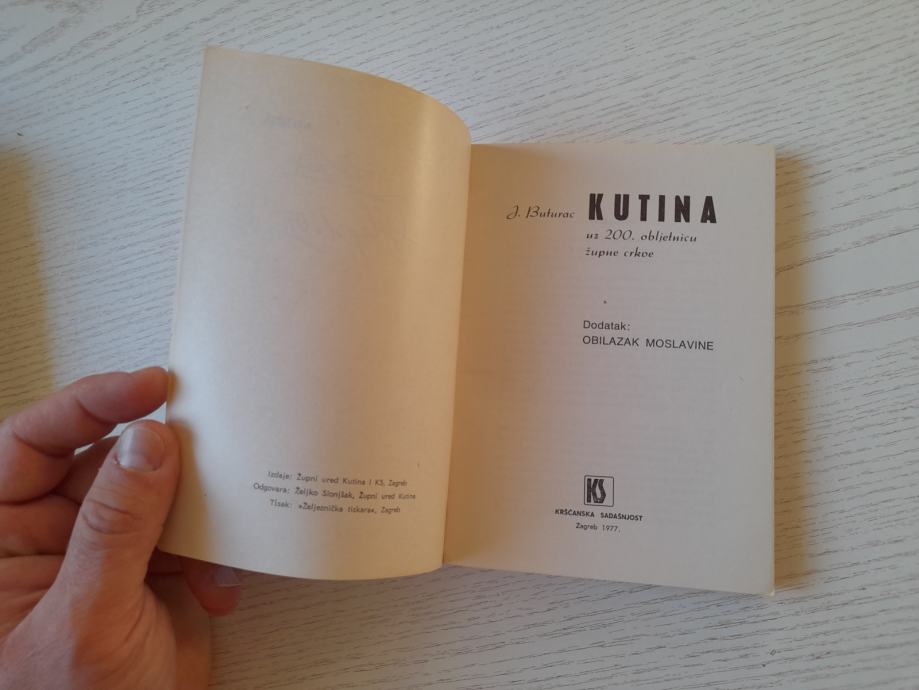 Izdaje: Župni ured Kutina i KS, Zagreb
Odgovara: Željko Slonjšak, Župni ured Kutina
Tisak: »Željeznička tiskara«, Zagreb
J. Buturac KUTINA
uz 200. obljetnicu
župne crkve
Dodatak:
OBILAZAK MOSLAVINE
KS
KRŠĆANSKA SADAŠNJOST
Zagreb 1977.